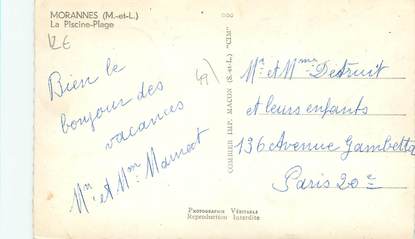 MORANNES (M.-et-L.)
La Piscine-Plage
Bien le
bonjour des
vacances
Mr et Mme
49
COMBIER IMP. MACON (S.-et-L.) "CIM"
Mr et Mme Detruit
et leurs enfants
136 Avenue Gambetta
Paris 20e
PHOTOGRAPHIE VÉRITABLE
Reproduction Interdite